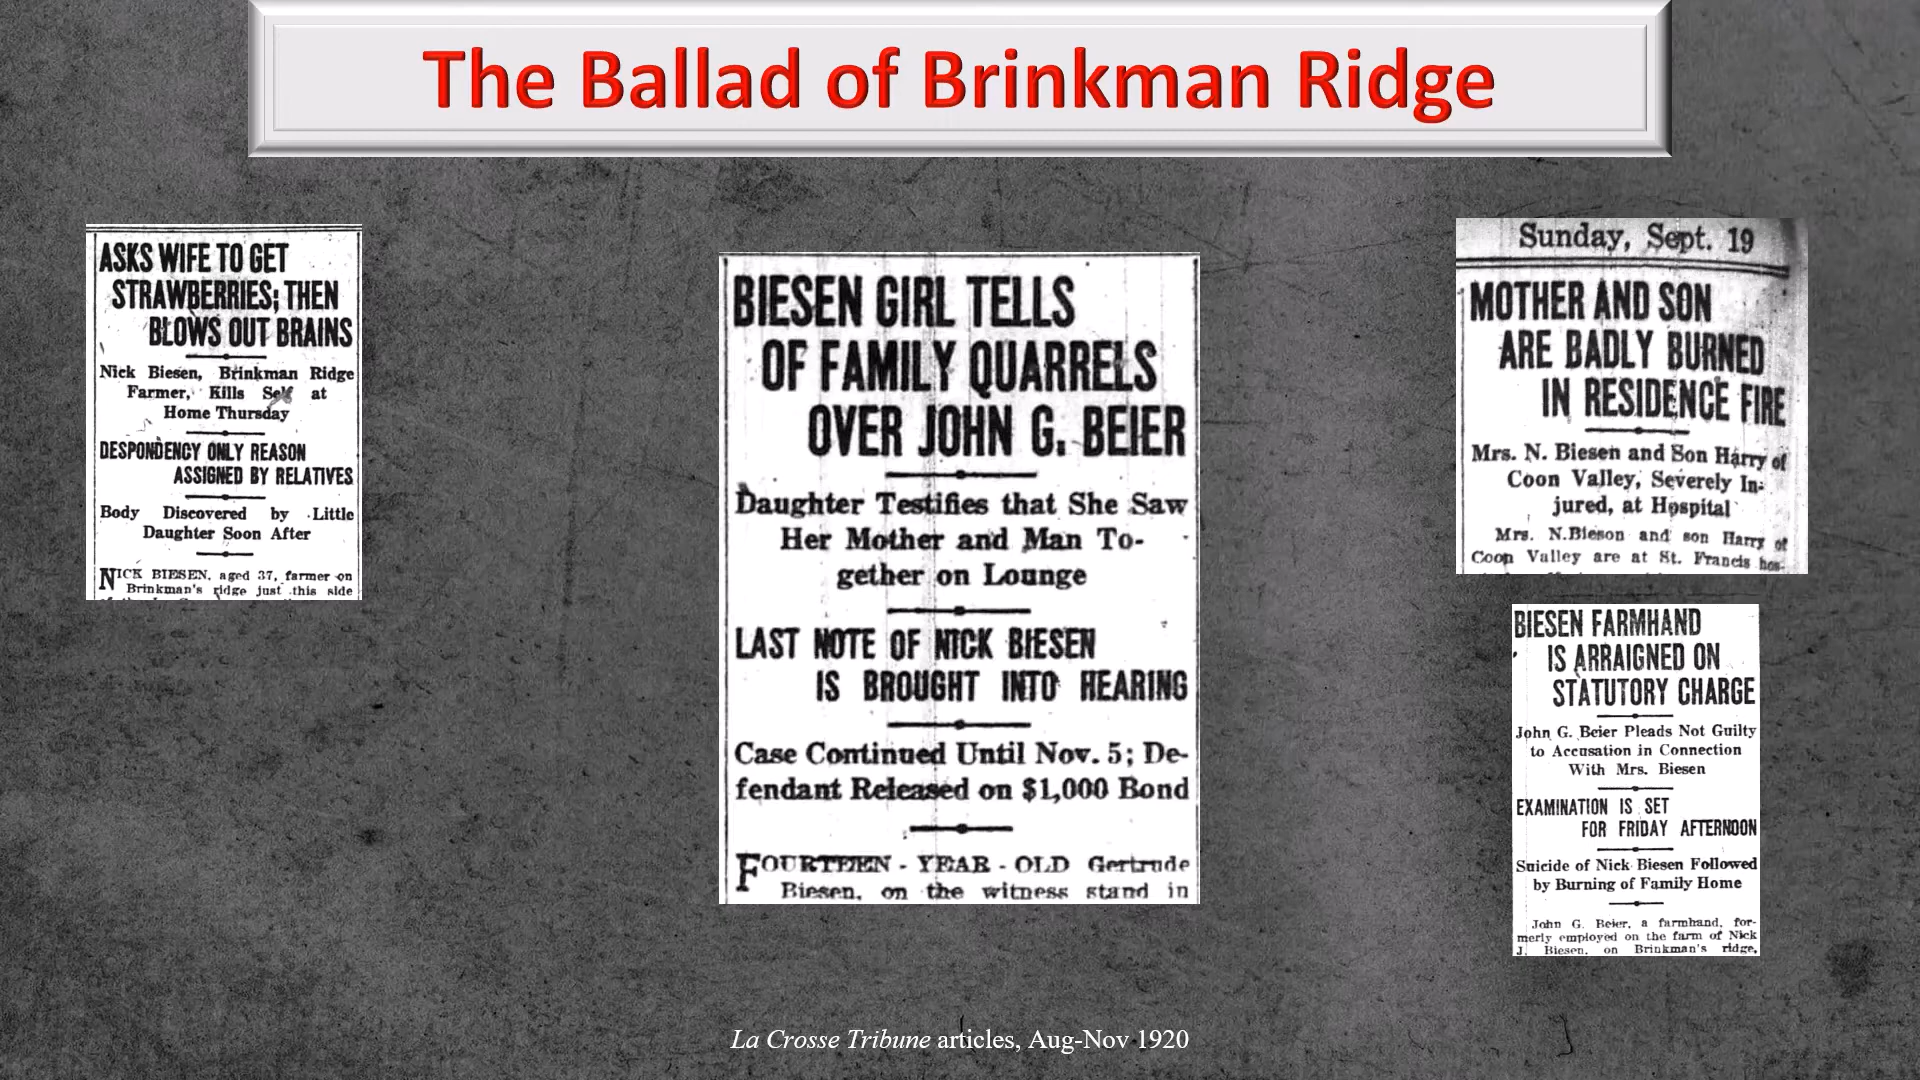 The Ballad of Brinkman Ridge
ASKS WIFE TO GET
STRAWBERRIES; THEN
BLOWS OUT BRAINS
Nick Biesen, Brinkman Ridge
Farmer, Kills Self at
Home Thursday
DESPONDENCY ONLY REASON
ASSIGNED BY RELATIVES
Body Discovered by Little
Daughter Soon After
NICK BIESEN, aged 37, farmer on
Brinkman's ridge just this side
BIESEN GIRL TELLS
OF FAMILY QUARRELS
OVER JOHN G. BEIER
Daughter Testifies that She Saw
Her Mother and Man To-
gether on Lounge
LAST NOTE OF NICK BIESEN
IS BROUGHT INTO HEARING
Case Continued Until Nov. 5; De-
fendant Released on $1,000 Bond
FOURTEEN-YEAR-OLD Gertrude
Biesen, on the witness stand in
Sunday, Sept. 19
MOTHER AND SON
ARE BADLY BURNED
IN RESIDENCE FIRE
Mrs. N. Biesen and Son Harry of
Coon Valley, Severely In-
jured, at Hospital
Mrs. N. Bieson and son Harry of
Coon Valley are at St. Francis hos-
BIESEN FARMHAND
IS ARRAIGNED ON
STATUTORY CHARGE
John G. Beier Pleads Not Guilty
to Accusation in Connection
With Mrs. Biesen
EXAMINATION IS SET
FOR FRIDAY AFTERNOON
Suicide of Nick Biesen Followed
by Burning of Family Home
John G. Beier, a farmhand, for-
merly employed on the farm of Nick
J. Biesen, on Brinkman's ridge,
La Crosse Tribune articles, Aug-Nov 1920